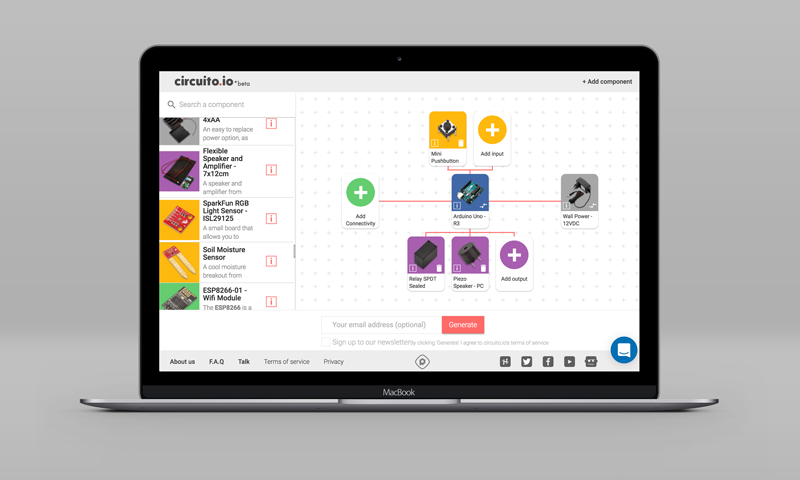 circuito.io beta
+ Add component
Search a component
4xAA
An easy to replace
power option, as
Flexible
Speaker and
Amplifier -
7x12cm
A speaker and
amplifier from
SparkFun RGB
Light Sensor -
ISL29125
A small board that
allows you to
Soil Moisture
Sensor
A cool moisture
breakout from
ESP8266-01 -
Wifi Module
The ESP8266 is a
Mini
Pushbutton
Add input
Add
Connectivity
Arduino Uno -
R3
Wall Power -
12VDC
Relay SPDT
Sealed
Piezo
Speaker - PC
Add output
Your email address (optional)
Generate
Sign up to our newsletter
By clicking 'Generate' I agree to circuito.io's terms of service
About us
F.A.Q
Talk
Terms of service
Privacy
MacBook